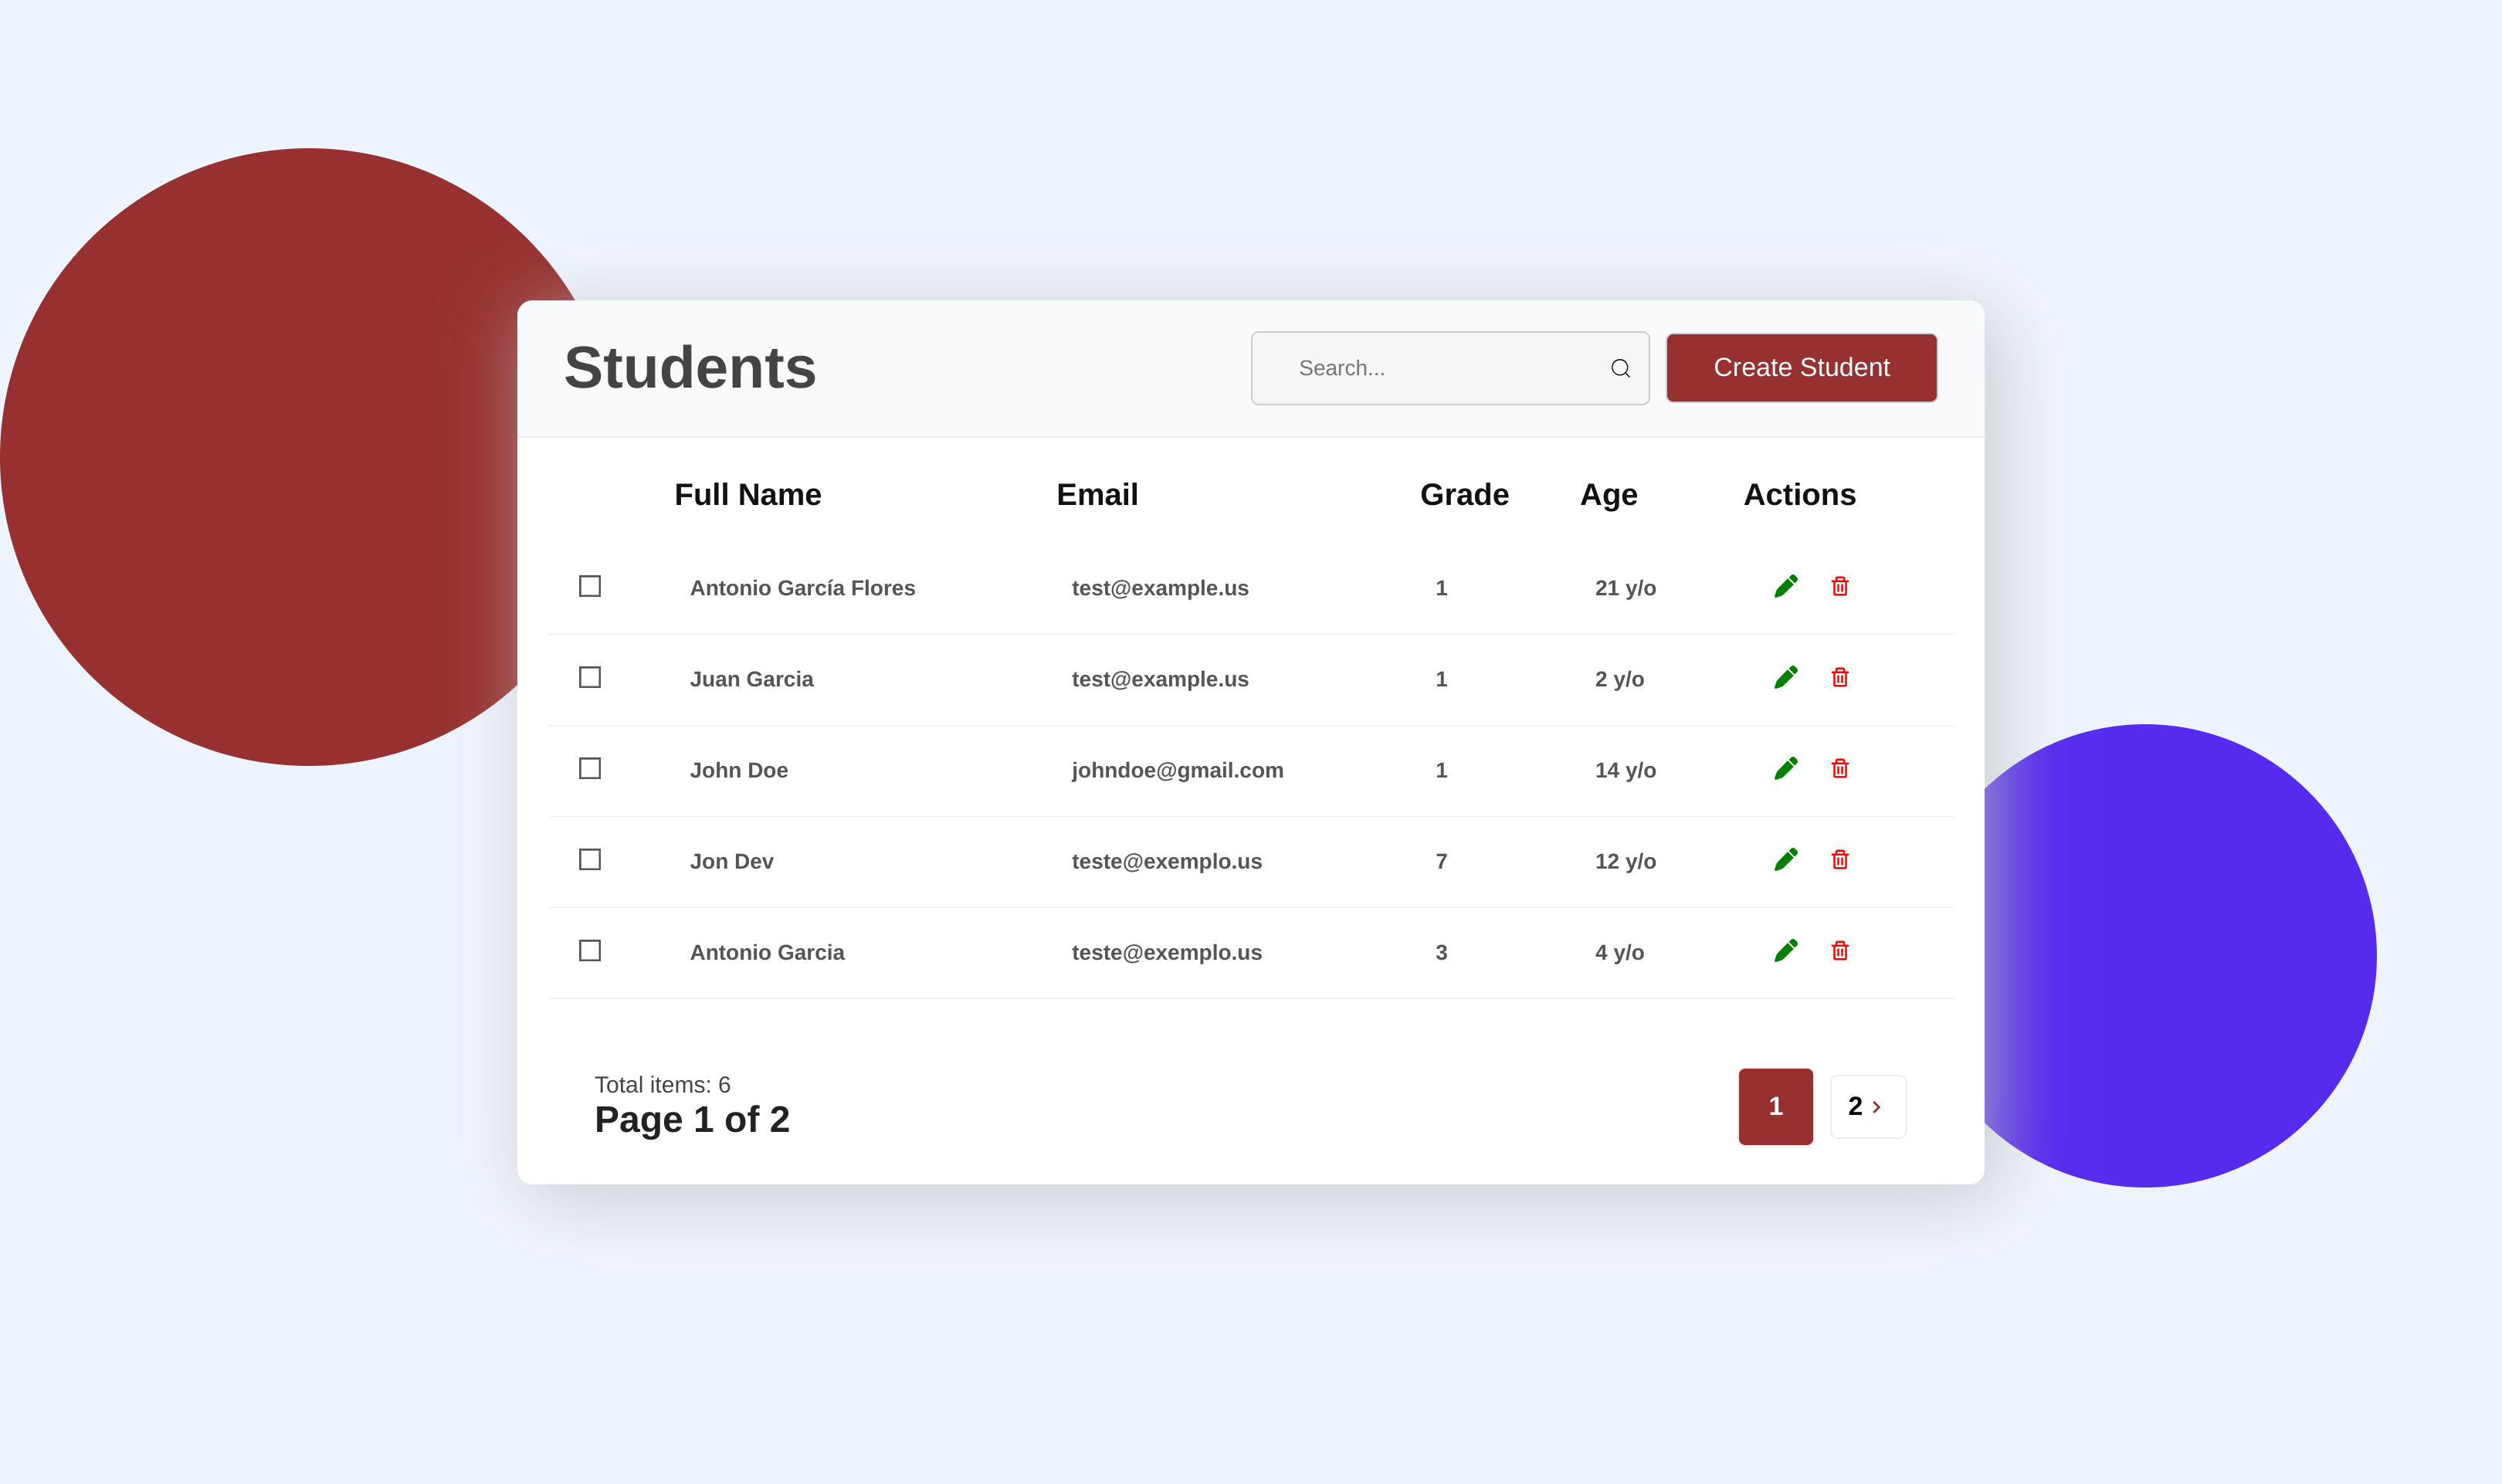 Students
Search...
Create Student
Full Name Email Grade Age Actions
Antonio García Flores test@example.us 1 21 y/o
Juan Garcia test@example.us 1 2 y/o
John Doe johndoe@gmail.com 1 14 y/o
Jon Dev teste@exemplo.us 7 12 y/o
Antonio Garcia teste@exemplo.us 3 4 y/o
Total items: 6
Page 1 of 2
1 2